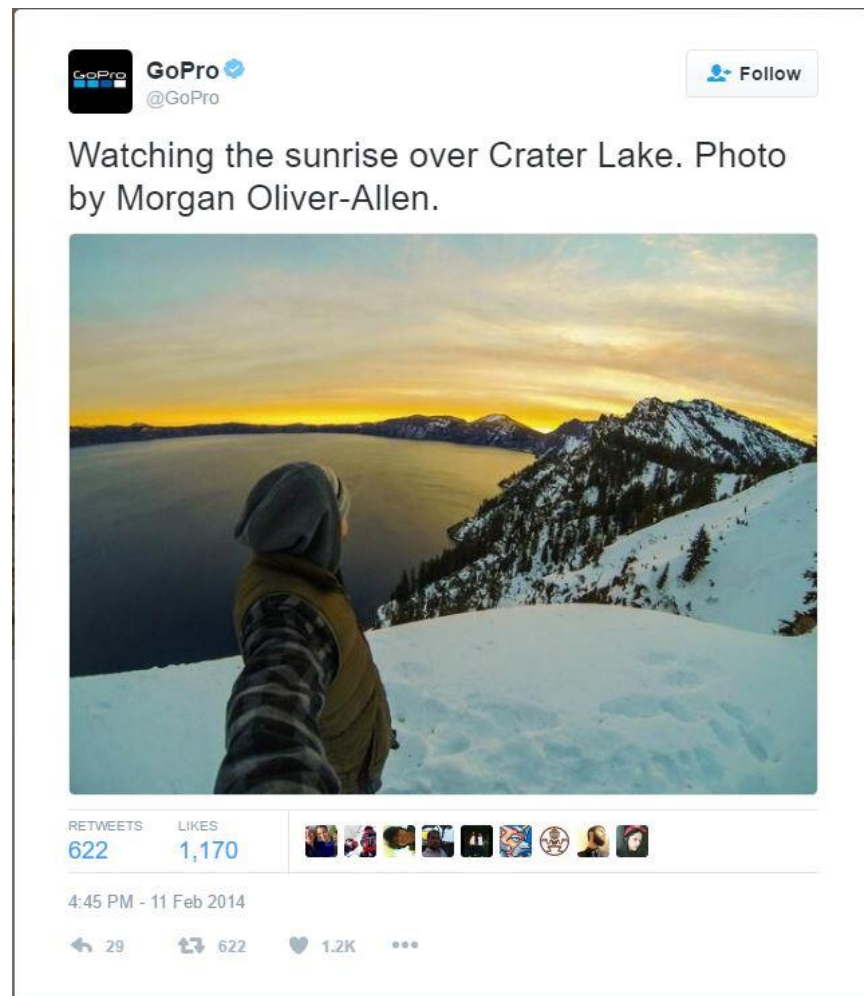 GoPro
GoPro
@GoPro
Follow
Watching the sunrise over Crater Lake. Photo
by Morgan Oliver-Allen.
RETWEETS LIKES
622 1,170
4:45 PM - 11 Feb 2014
29 622 1.2K